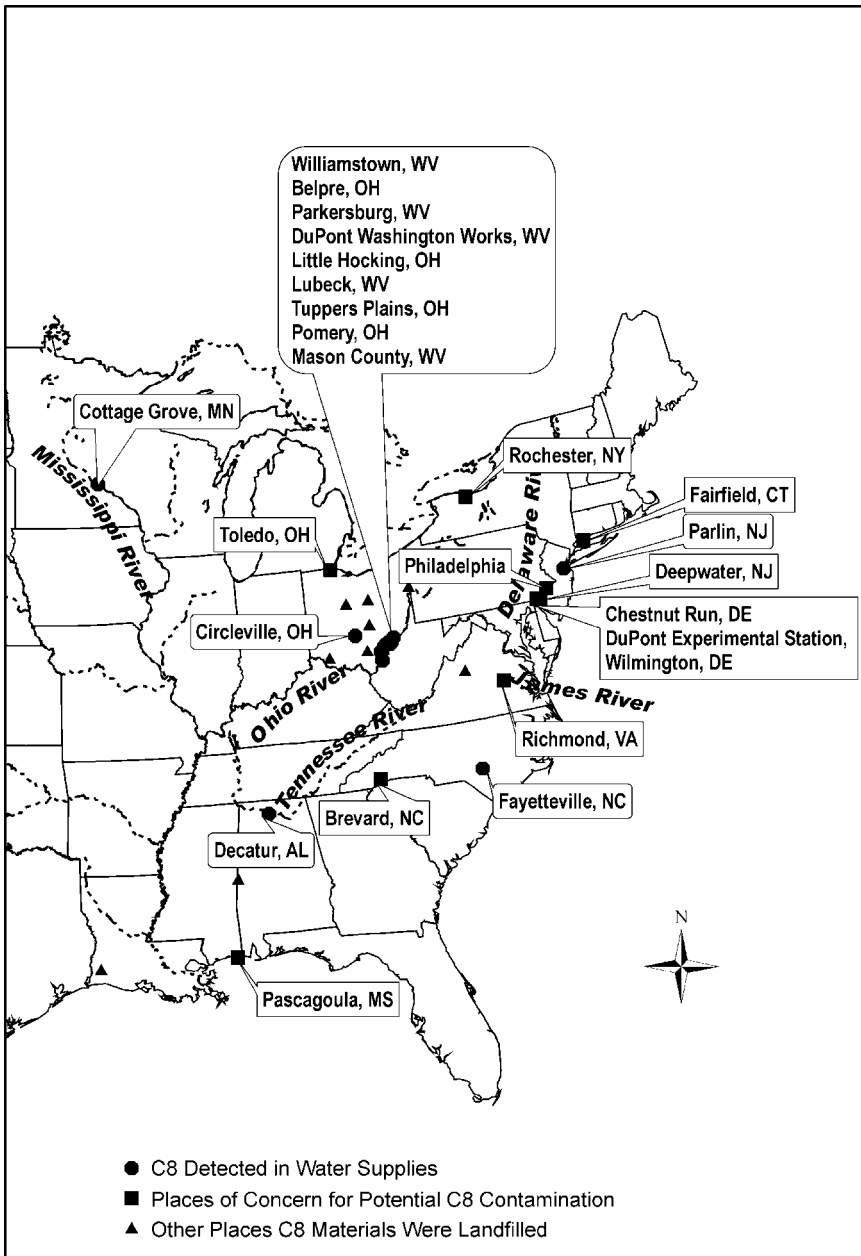 Williamstown, WV
Belpre, OH
Parkersburg, WV
DuPont Washington Works, WV
Little Hocking, OH
Lubeck, WV
Tuppers Plains, OH
Pomery, OH
Mason County, WV
Cottage Grove, MN
Mississippi River
Rochester, NY
Delaware Riv
Fairfield, CT
Toledo, OH
Parlin, NJ
Philadelphia
Deepwater, NJ
Circleville, OH
Chestnut Run, DE
DuPont Experimental Station,
Wilmington, DE
Ohio River
Tennessee River
James River
Richmond, VA
Brevard, NC
Fayetteville, NC
Decatur, AL
N
Pascagoula, MS
C8 Detected in Water Supplies
Places of Concern for Potential C8 Contamination
Other Places C8 Materials Were Landfilled